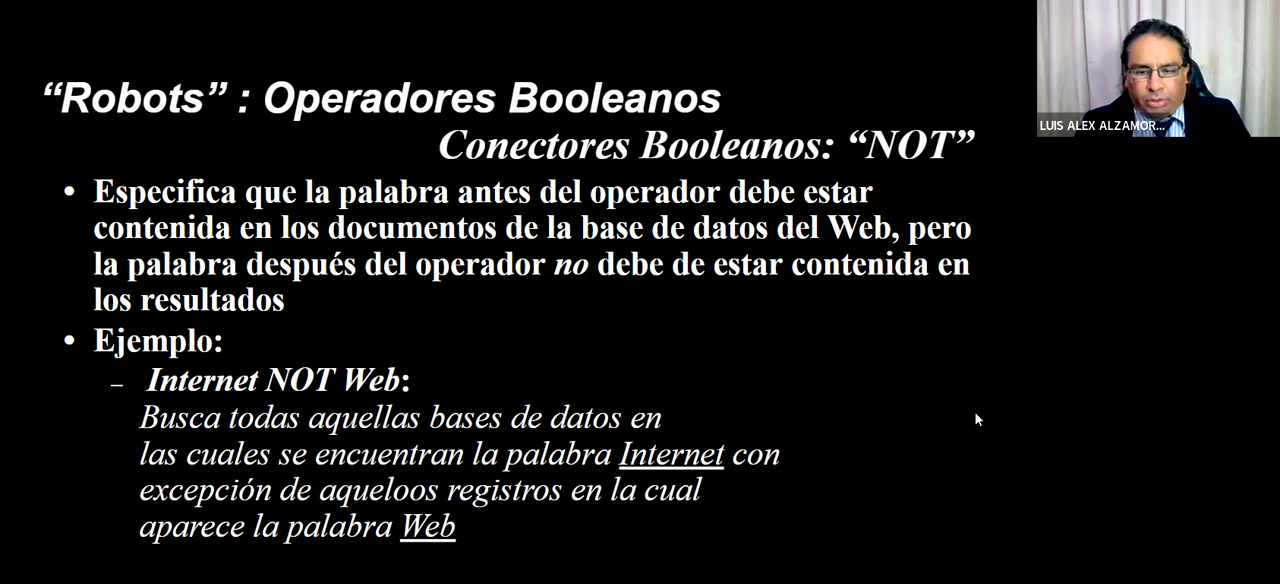 “Robots” : Operadores Booleanos
Conectores Booleanos: “NOT”
• Especifica que la palabra antes del operador debe estar
contenida en los documentos de la base de datos del Web, pero
la palabra después del operador no debe de estar contenida en
los resultados
• Ejemplo:
– Internet NOT Web:
Busca todas aquellas bases de datos en
las cuales se encuentran la palabra Internet con
excepción de aqueloos registros en la cual
aparece la palabra Web
LUIS ALEX ALZAMOR...